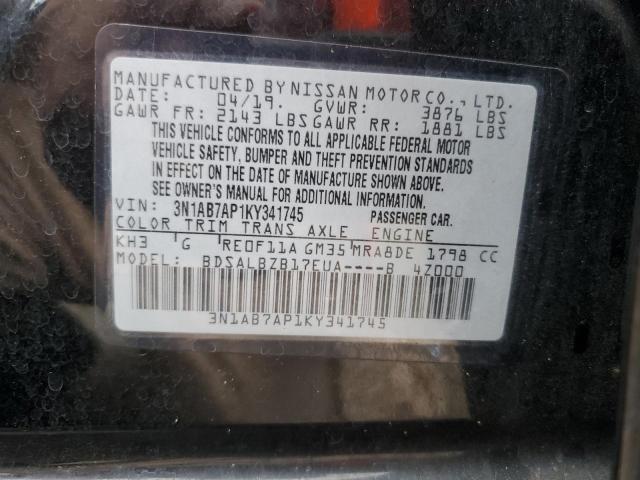 MANUFACTURED BY NISSAN MOTOR CO., LTD.
DATE: 04/19. GVWR: 3876 LBS
GAWR FR: 2143 LBS GAWR RR: 1881 LBS
THIS VEHICLE CONFORMS TO ALL APPLICABLE FEDERAL MOTOR
VEHICLE SAFETY, BUMPER AND THEFT PREVENTION STANDARDS
IN EFFECT ON THE DATE OF MANUFACTURE SHOWN ABOVE.
SEE OWNER'S MANUAL FOR ADDITIONAL INFORMATION.
VIN: 3N1AB7AP1KY341745 PASSENGER CAR.
COLOR TRIM TRANS AXLE ENGINE
KH3 G RE0F11A GM35 MRA8DE 1798 CC
MODEL: BDSALBZB17EUA----B 4Z000
3N1AB7AP1KY341745